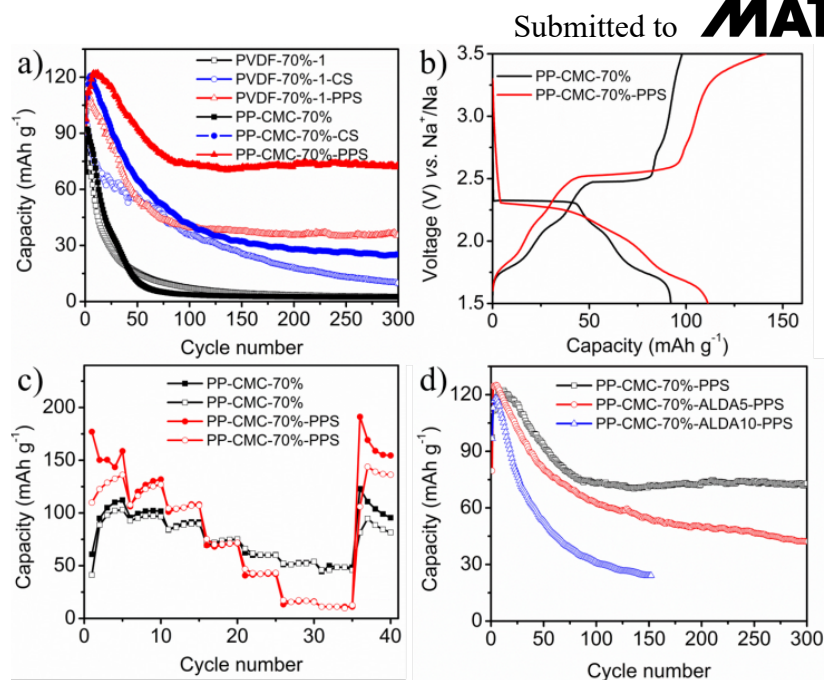 Submitted to MAT
a)
PVDF-70%-1
PVDF-70%-1-CS
PVDF-70%-1-PPS
PP-CMC-70%
PP-CMC-70%-CS
PP-CMC-70%-PPS
Capacity (mAh g⁻¹)
120
90
60
30
0
0 50 100 150 200 250 300
Cycle number
b)
PP-CMC-70%
PP-CMC-70%-PPS
Voltage (V) vs. Na⁺/Na
3.5
3.0
2.5
2.0
1.5
0 50 100 150
Capacity (mAh g⁻¹)
c)
PP-CMC-70%
PP-CMC-70%
PP-CMC-70%-PPS
PP-CMC-70%-PPS
Capacity (mAh g⁻¹)
200
150
100
50
0
0 10 20 30 40
Cycle number
d)
PP-CMC-70%-PPS
PP-CMC-70%-ALDA5-PPS
PP-CMC-70%-ALDA10-PPS
Capacity (mAh g⁻¹)
120
90
60
30
0
0 50 100 150 200 250 300
Cycle number